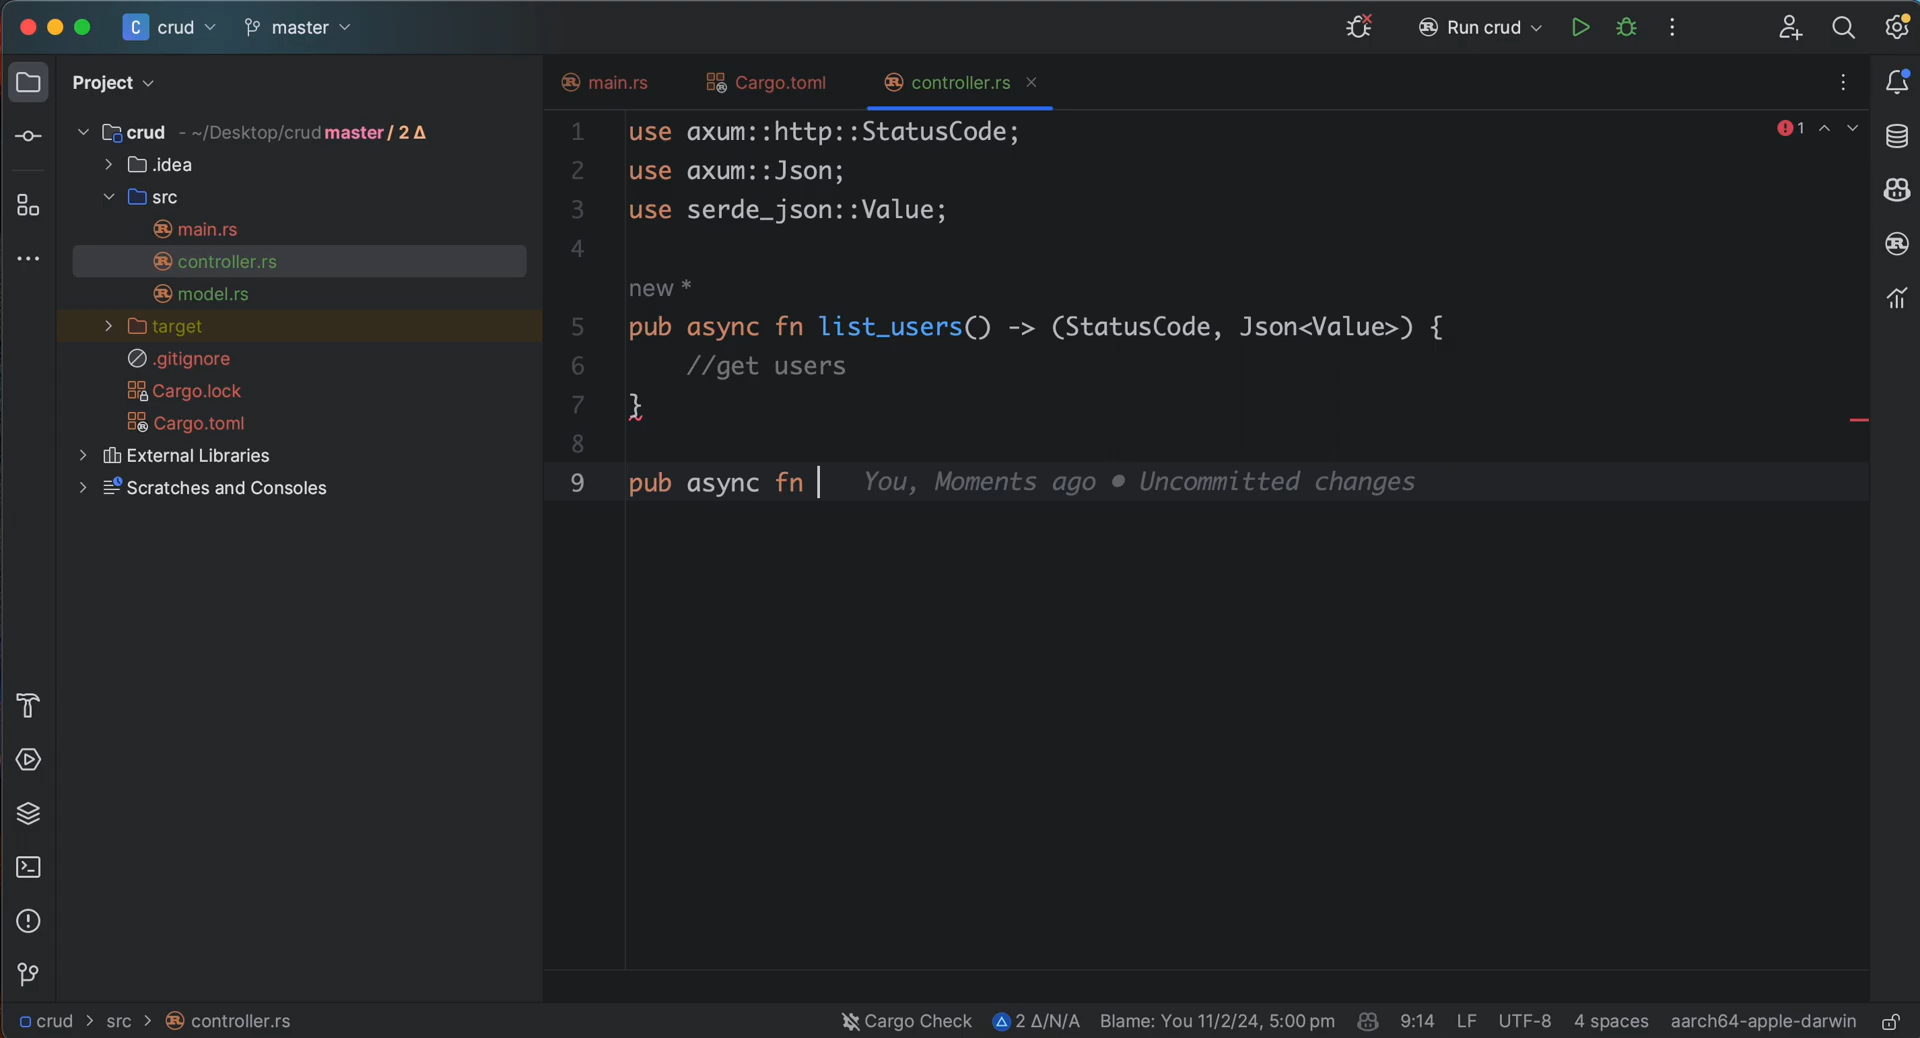 C crud master Run crud
Project
crud - ~/Desktop/crud master / 2 Δ
.idea
src
main.rs
controller.rs
model.rs
target
.gitignore
Cargo.lock
Cargo.toml
External Libraries
Scratches and Consoles
main.rs Cargo.toml controller.rs
1 use axum::http::StatusCode;
2 use axum::Json;
3 use serde_json::Value;
4
new *
5 pub async fn list_users() -> (StatusCode, Json<Value>) {
6 //get users
7 }
8
9 pub async fn You, Moments ago • Uncommitted changes
1
crud > src > controller.rs Cargo Check 2 Δ/N/A Blame: You 11/2/24, 5:00 pm 9:14 LF UTF-8 4 spaces aarch64-apple-darwin